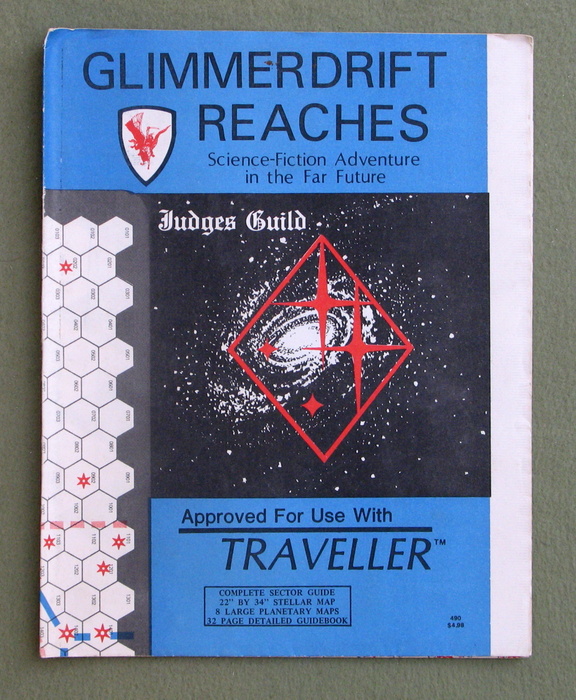 GLIMMERDRIFT
REACHES
Science-Fiction Adventure
in the Far Future
Judges Guild
Approved For Use With
TRAVELLER™
COMPLETE SECTOR GUIDE
22" BY 34" STELLAR MAP
8 LARGE PLANETARY MAPS
32 PAGE DETAILED GUIDEBOOK
490
$4.98